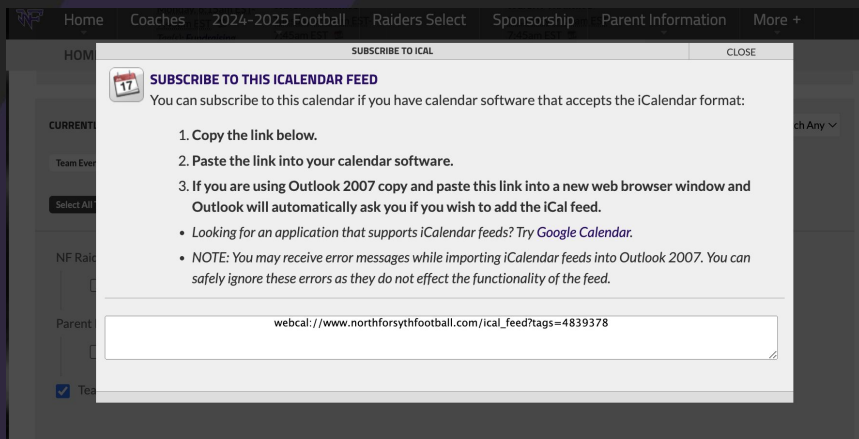 Home Coaches 2024-2025 Football Raiders Select Sponsorship Parent Information More +
SUBSCRIBE TO ICAL CLOSE
HOM
17 SUBSCRIBE TO THIS ICALENDAR FEED
You can subscribe to this calendar if you have calendar software that accepts the iCalendar format:
1. Copy the link below.
2. Paste the link into your calendar software.
3. If you are using Outlook 2007 copy and paste this link into a new web browser window and
Outlook will automatically ask you if you wish to add the iCal feed.
• Looking for an application that supports iCalendar feeds? Try Google Calendar.
• NOTE: You may receive error messages while importing iCalendar feeds into Outlook 2007. You can
safely ignore these errors as they do not effect the functionality of the feed.
webcal://www.northforsythfootball.com/ical_feed?tags=4839378
CURRENTL
ch Any
Team Ever
Select All
NF Raid
Parent
Tea